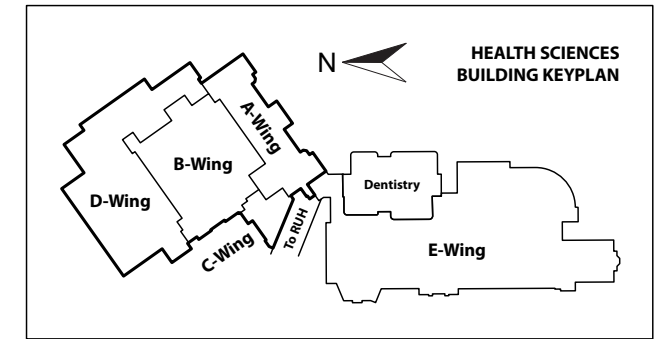 N
HEALTH SCIENCES
BUILDING KEYPLAN
A-Wing
B-Wing
D-Wing
C-Wing
To RUH
Dentistry
E-Wing